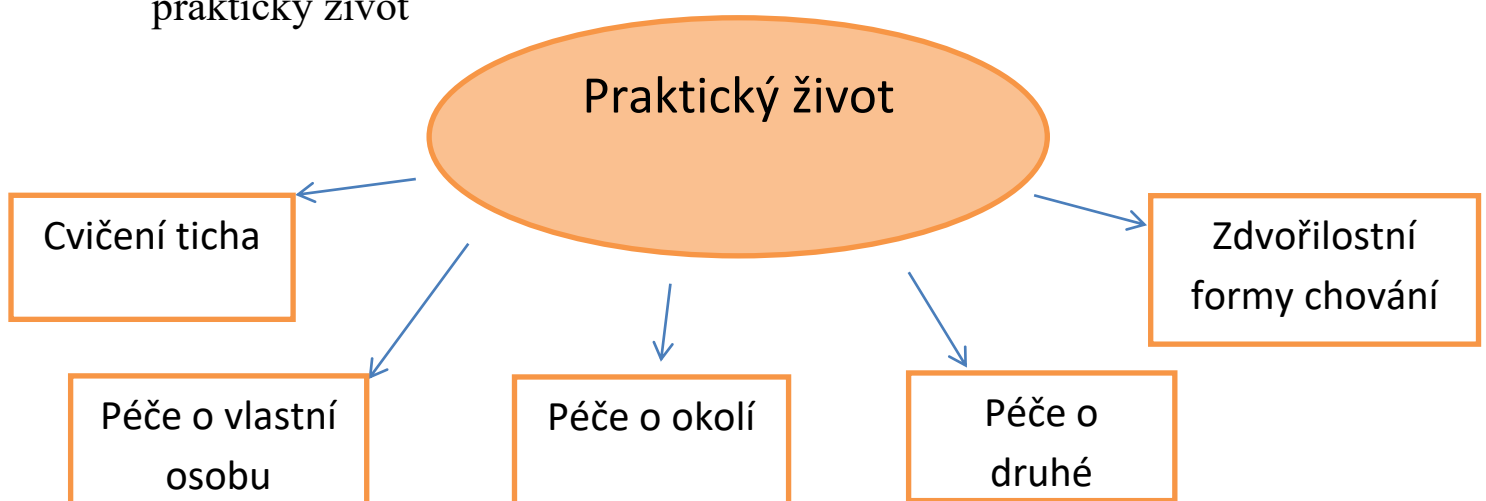 praktický život
Praktický život
Cvičení ticha
Zdvořilostní
formy chování
Péče o vlastní
osobu
Péče o okolí
Péče o
druhé